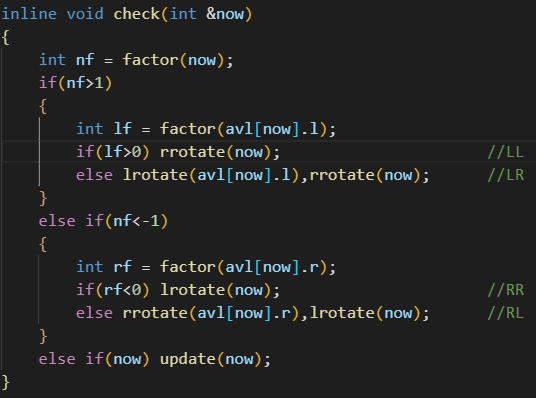 inline void check(int &now)
{
    int nf = factor(now);
    if(nf>1)
    {
        int lf = factor(avl[now].l);
        if(lf>0) rrotate(now);                      //LL
        else lrotate(avl[now].l),rrotate(now);      //LR
    }
    else if(nf<-1)
    {
        int rf = factor(avl[now].r);
        if(rf<0) lrotate(now);                      //RR
        else rrotate(avl[now].r),lrotate(now);      //RL
    }
    else if(now) update(now);
}